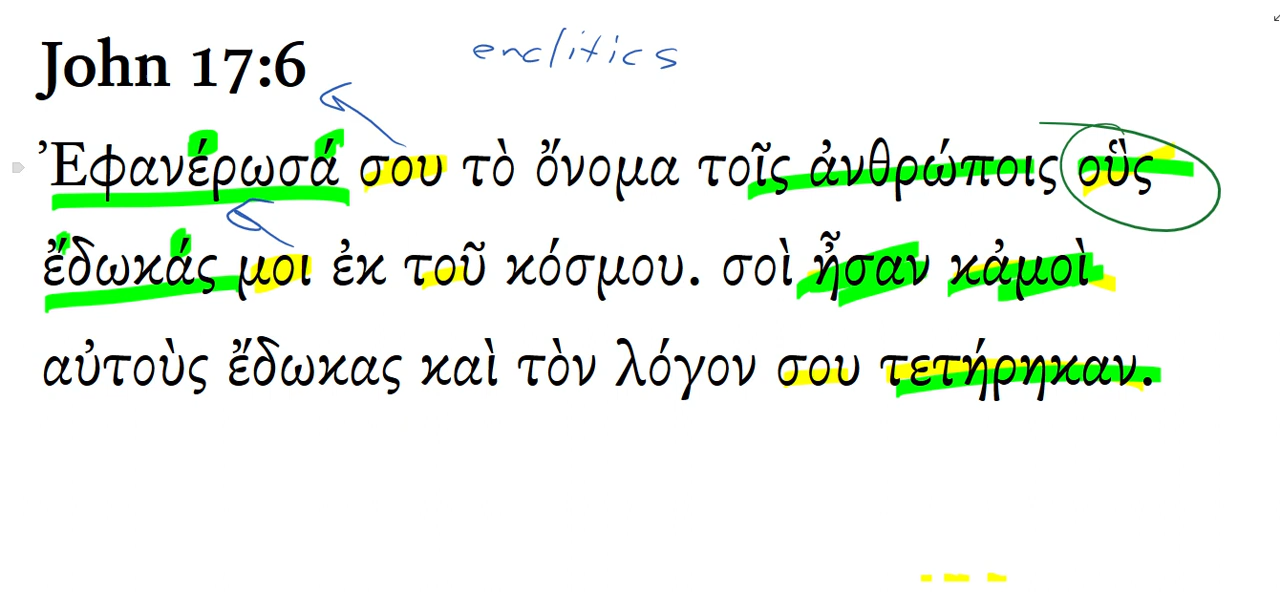 John 17:6
enclitics
Ἐφανέρωσά σου τὸ ὄνομα τοῖς ἀνθρώποις οὓς
ἔδωκάς μοι ἐκ τοῦ κόσμου. σοὶ ἦσαν κἀμοὶ
αὐτοὺς ἔδωκας καὶ τὸν λόγον σου τετήρηκαν.